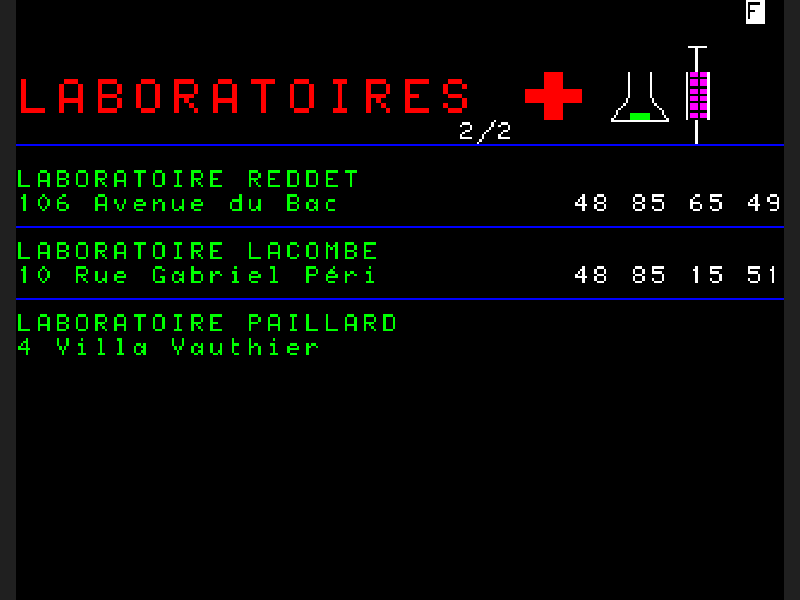 F
LABORATOIRES
2/2
LABORATOIRE REDDET
106 Avenue du Bac 48 85 65 49
LABORATOIRE LACOMBE
10 Rue Gabriel Péri 48 85 15 51
LABORATOIRE PAILLARD
4 Villa Vauthier